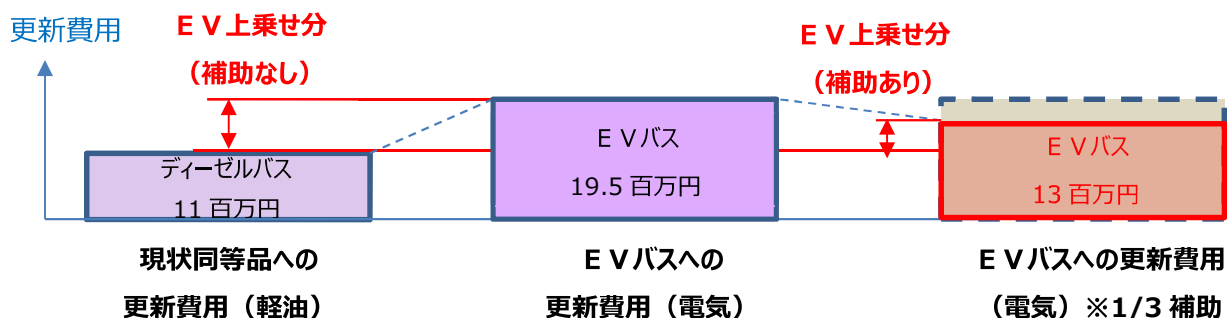 更新費用
ＥＶ上乗せ分
（補助なし）
ＥＶ上乗せ分
（補助あり）
ディーゼルバス
11 百万円
ＥＶバス
19.5 百万円
ＥＶバス
13 百万円
現状同等品への
更新費用（軽油）
ＥＶバスへの
更新費用（電気）
ＥＶバスへの更新費用
（電気）※1/3 補助